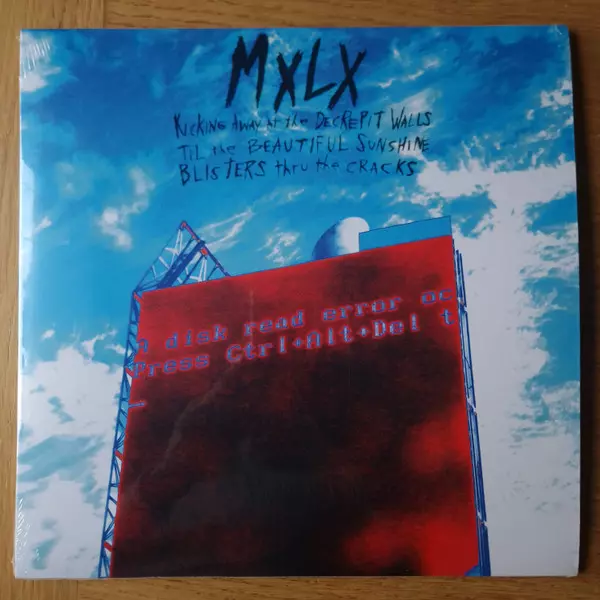 MXLX
KICKING AWAY at the DECREPIT WALLS
TIL the BEAUTIFUL SUNSHINE
BLISTERS thru the CRACKS
A disk read error oc
Press Ctrl+Alt+Del t
_